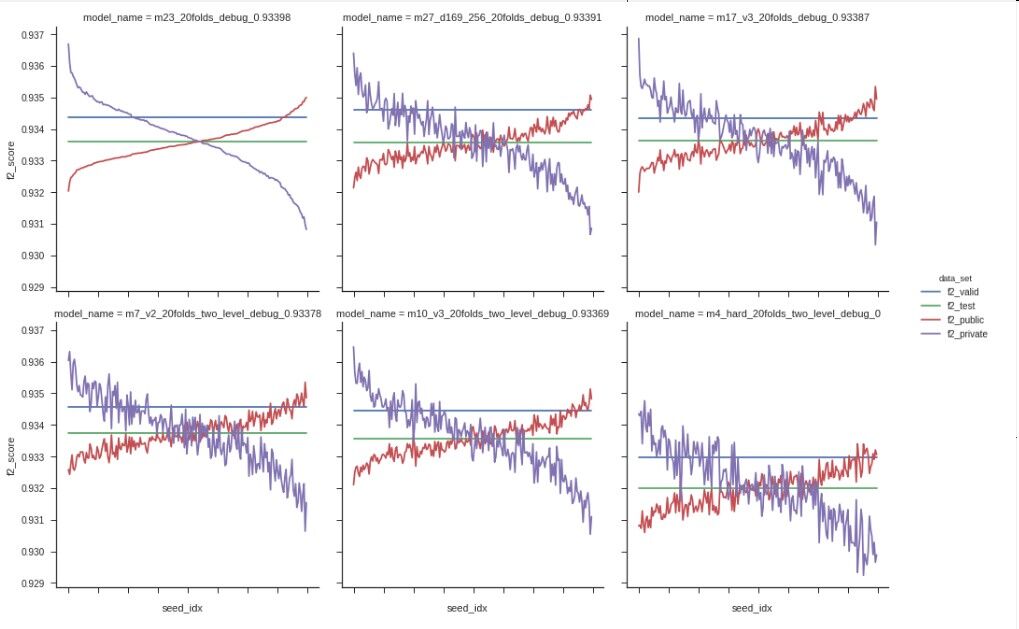 model_name = m23_20folds_debug_0.93398
model_name = m27_d169_256_20folds_debug_0.93391
model_name = m17_v3_20folds_debug_0.93387
0.937
0.936
0.935
0.934
0.933
0.932
0.931
0.930
0.929
f2_score
data_set
f2_valid
f2_test
f2_public
f2_private
model_name = m7_v2_20folds_two_level_debug_0.93378
model_name = m10_v3_20folds_two_level_debug_0.93369
model_name = m4_hard_20folds_two_level_debug_0
0.937
0.936
0.935
0.934
0.933
0.932
0.931
0.930
0.929
f2_score
seed_idx
seed_idx
seed_idx